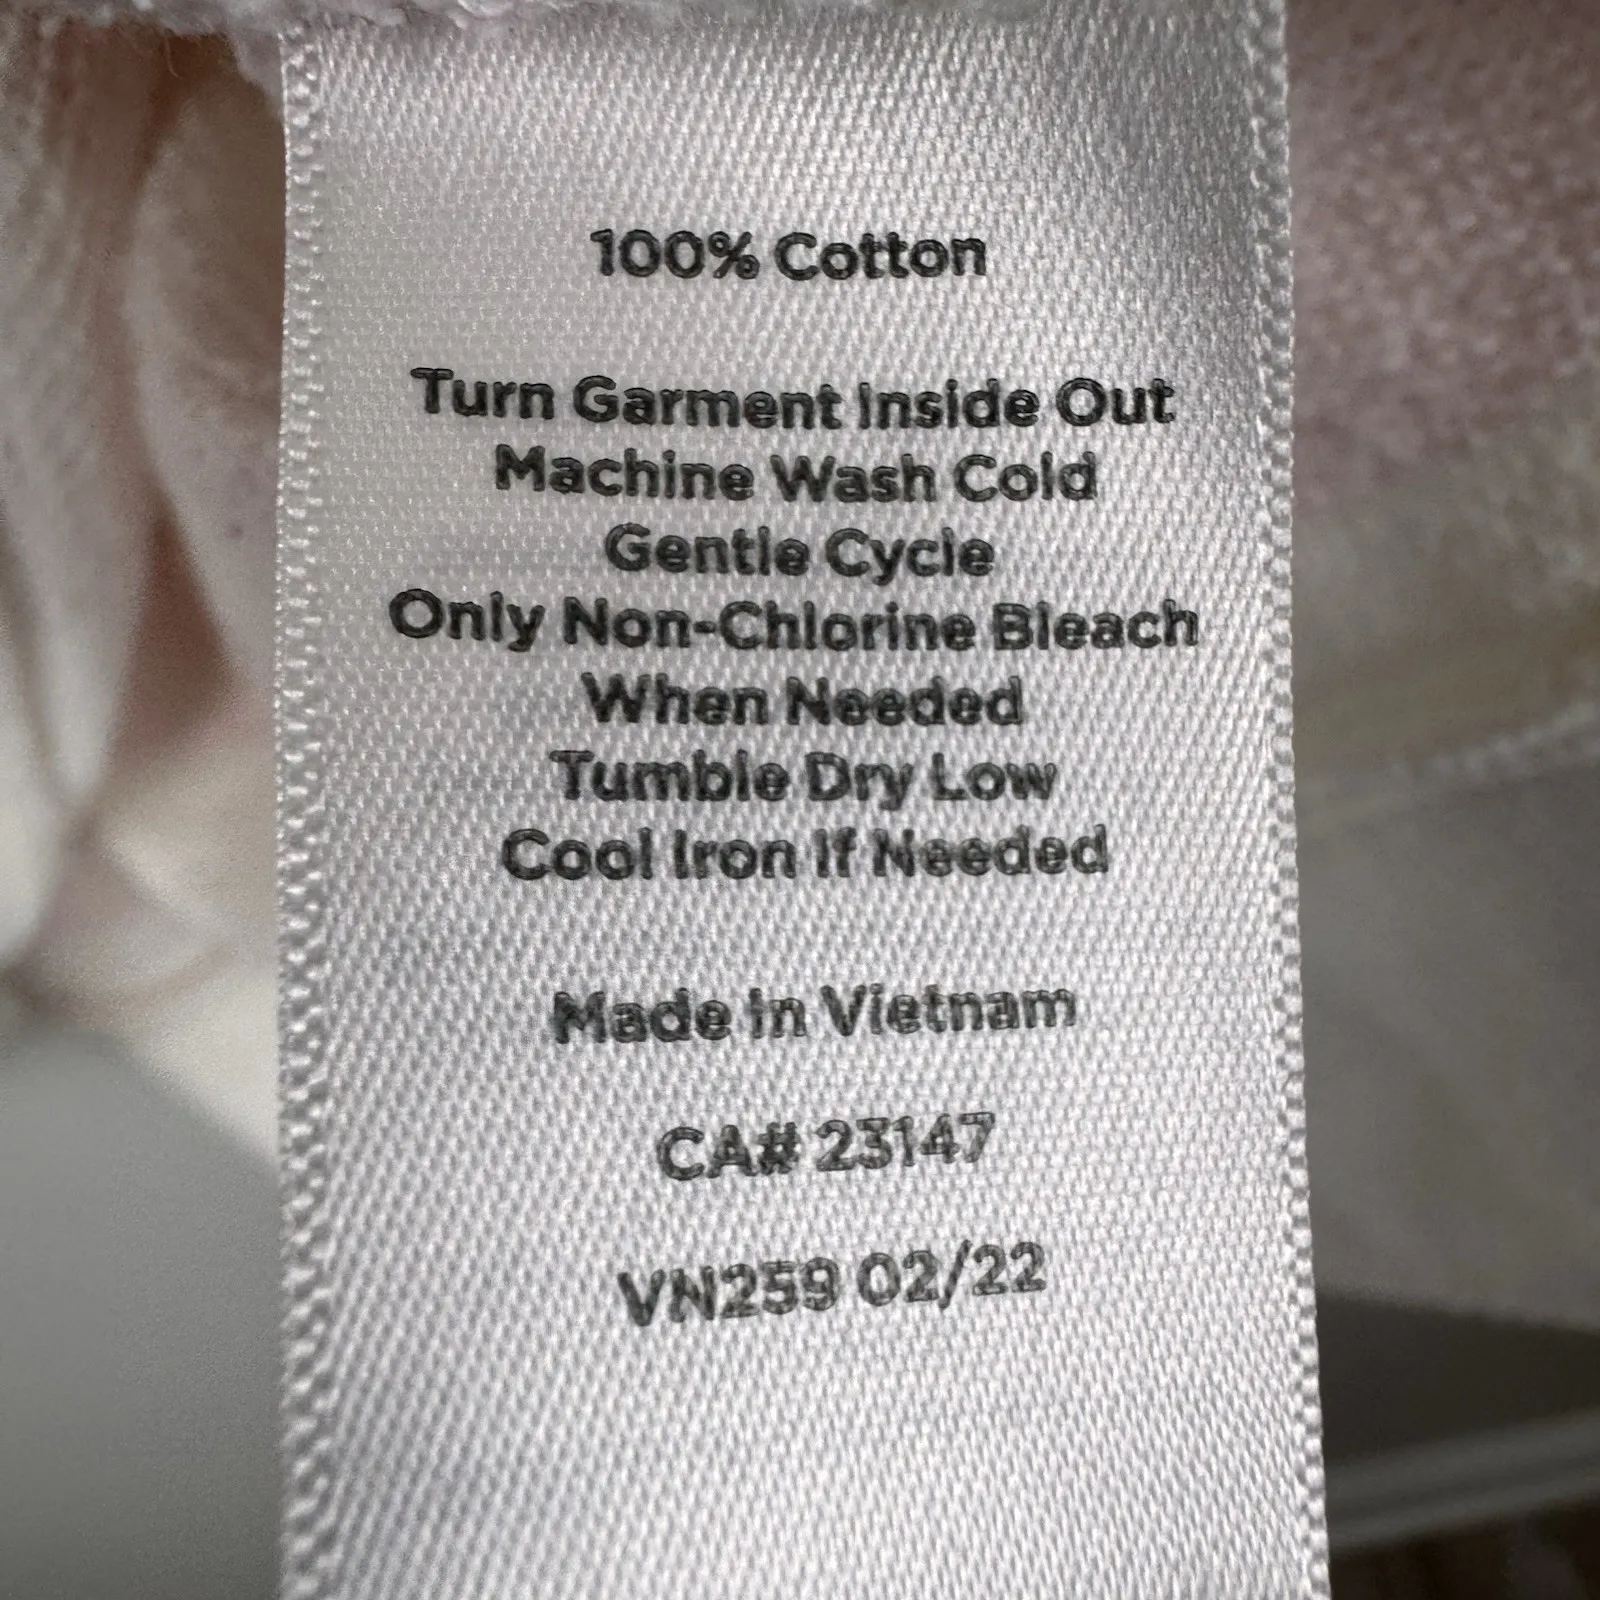 100% Cotton
Turn Garment Inside Out
Machine Wash Cold
Gentle Cycle
Only Non-Chlorine Bleach
When Needed
Tumble Dry Low
Cool Iron If Needed
Made in Vietnam
CA# 23147
VN259 02/22